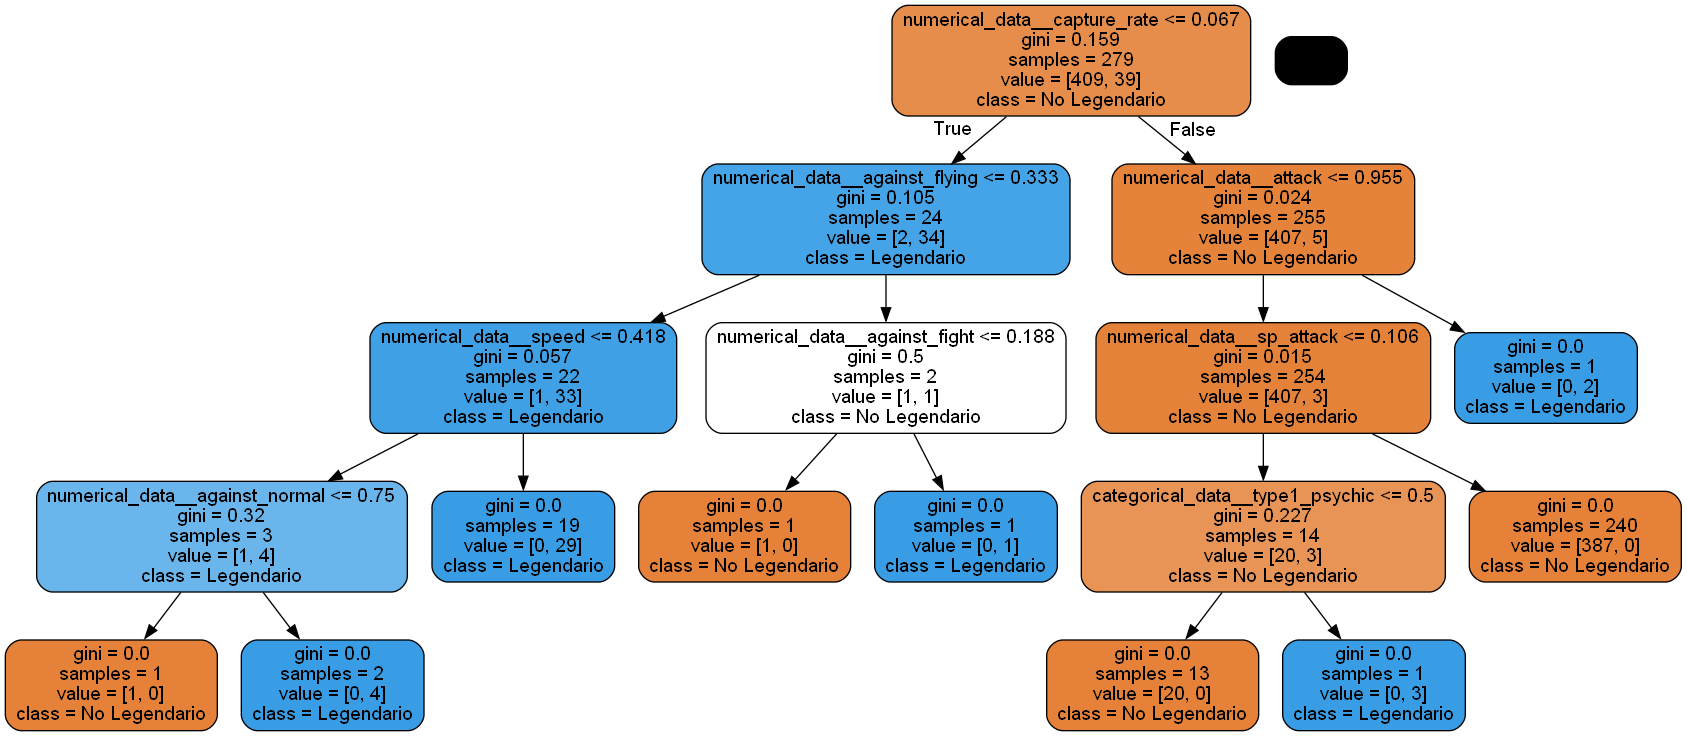 numerical_data__capture_rate <= 0.067
gini = 0.159
samples = 279
value = [409, 39]
class = No Legendario
True
False
numerical_data__against_flying <= 0.333
gini = 0.105
samples = 24
value = [2, 34]
class = Legendario
numerical_data__attack <= 0.955
gini = 0.024
samples = 255
value = [407, 5]
class = No Legendario
numerical_data__speed <= 0.418
gini = 0.057
samples = 22
value = [1, 33]
class = Legendario
numerical_data__against_fight <= 0.188
gini = 0.5
samples = 2
value = [1, 1]
class = No Legendario
numerical_data__sp_attack <= 0.106
gini = 0.015
samples = 254
value = [407, 3]
class = No Legendario
gini = 0.0
samples = 1
value = [0, 2]
class = Legendario
numerical_data__against_normal <= 0.75
gini = 0.32
samples = 3
value = [1, 4]
class = Legendario
gini = 0.0
samples = 19
value = [0, 29]
class = Legendario
gini = 0.0
samples = 1
value = [1, 0]
class = No Legendario
gini = 0.0
samples = 1
value = [0, 1]
class = Legendario
categorical_data__type1_psychic <= 0.5
gini = 0.227
samples = 14
value = [20, 3]
class = No Legendario
gini = 0.0
samples = 240
value = [387, 0]
class = No Legendario
gini = 0.0
samples = 1
value = [1, 0]
class = No Legendario
gini = 0.0
samples = 2
value = [0, 4]
class = Legendario
gini = 0.0
samples = 13
value = [20, 0]
class = No Legendario
gini = 0.0
samples = 1
value = [0, 3]
class = Legendario